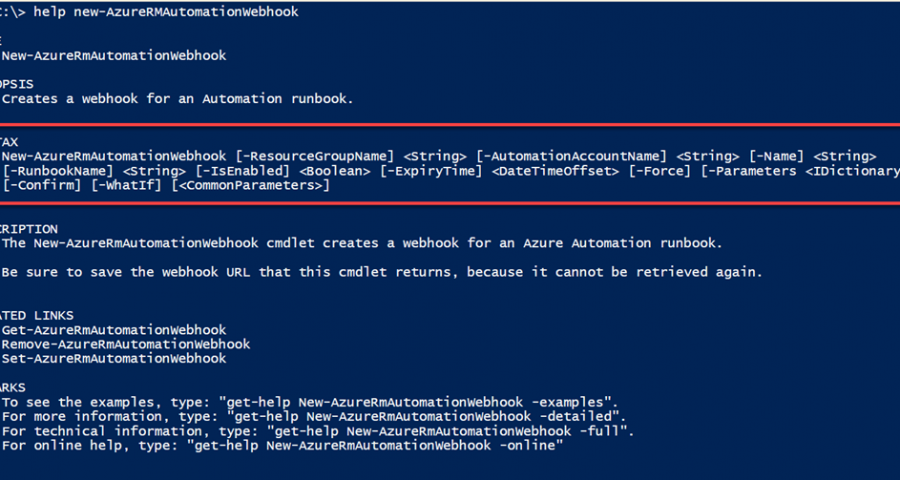 C:\> help new-AzureRMAutomationWebhook
E
New-AzureRmAutomationWebhook
OPSIS
Creates a webhook for an Automation runbook.
TAX
New-AzureRmAutomationWebhook [-ResourceGroupName] <String> [-AutomationAccountName] <String> [-Name] <String>
[-RunbookName] <String> [-IsEnabled] <Boolean> [-ExpiryTime] <DateTimeOffset> [-Force] [-Parameters <IDictionary
[-Confirm] [-WhatIf] [<CommonParameters>]
CRIPTION
The New-AzureRmAutomationWebhook cmdlet creates a webhook for an Azure Automation runbook.
Be sure to save the webhook URL that this cmdlet returns, because it cannot be retrieved again.
ATED LINKS
Get-AzureRmAutomationWebhook
Remove-AzureRmAutomationWebhook
Set-AzureRmAutomationWebhook
ARKS
To see the examples, type: "get-help New-AzureRmAutomationWebhook -examples".
For more information, type: "get-help New-AzureRmAutomationWebhook -detailed".
For technical information, type: "get-help New-AzureRmAutomationWebhook -full".
For online help, type: "get-help New-AzureRmAutomationWebhook -online"